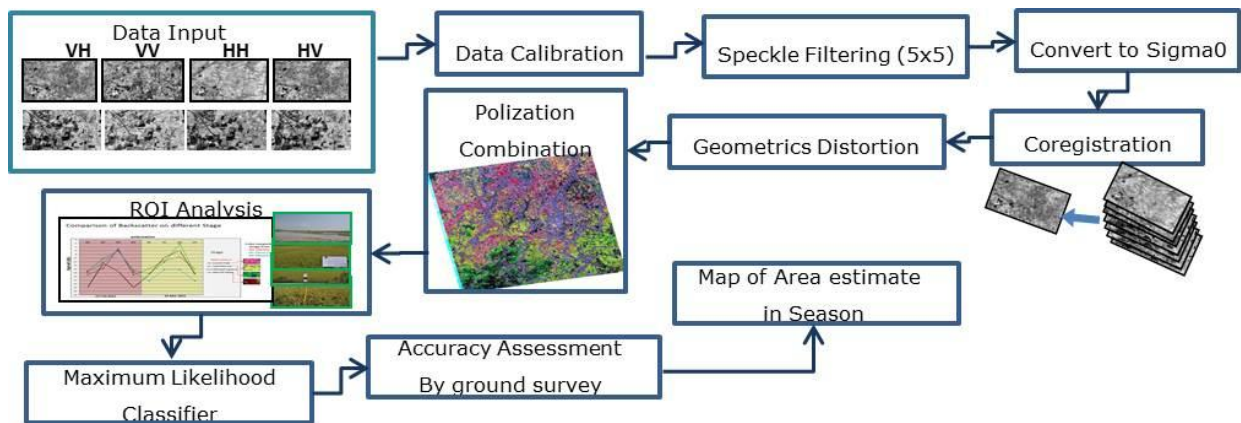 Data Input
VH VV HH HV
Data Calibration
Speckle Filtering (5x5)
Convert to Sigma0
Coregistration
Geometrics Distortion
Polization
Combination
ROI Analysis
Comparison of Backscatter on different Stage
Maximum Likelihood
Classifier
Accuracy Assessment
By ground survey
Map of Area estimate
in Season